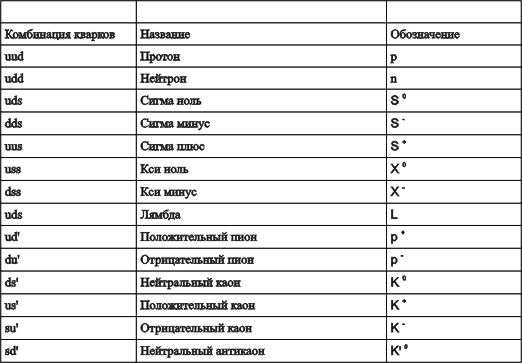 Комбинация кварков Название Обозначение
uud Протон p
udd Нейтрон n
uds Сигма ноль S 0
dds Сигма минус S -
uus Сигма плюс S +
uss Кси ноль X 0
dss Кси минус X -
uds Лямбда L
ud' Положительный пион p +
du' Отрицательный пион p -
ds' Нейтральный каон K 0
us' Положительный каон K +
su' Отрицательный каон K -
sd' Нейтральный антикаон K' 0